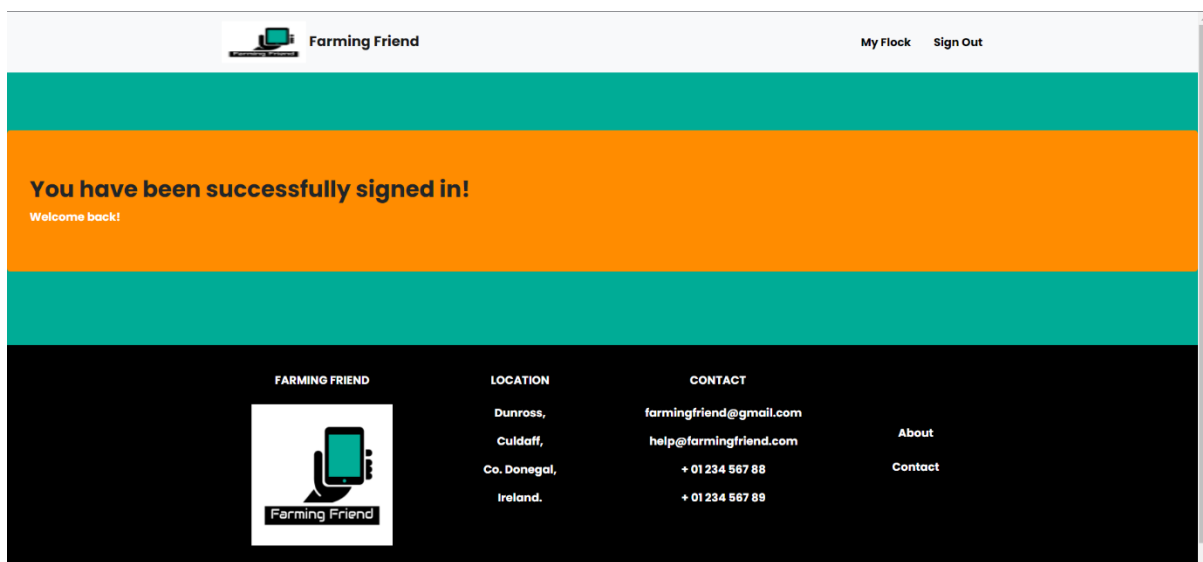 Farming Friend
Farming Friend
My Flock
Sign Out
You have been successfully signed in!
Welcome back!
FARMING FRIEND
Farming Friend
LOCATION
Dunross,
Culdaff,
Co. Donegal,
Ireland.
CONTACT
farmingfriend@gmail.com
help@farmingfriend.com
+ 01 234 567 88
+ 01 234 567 89
About
Contact